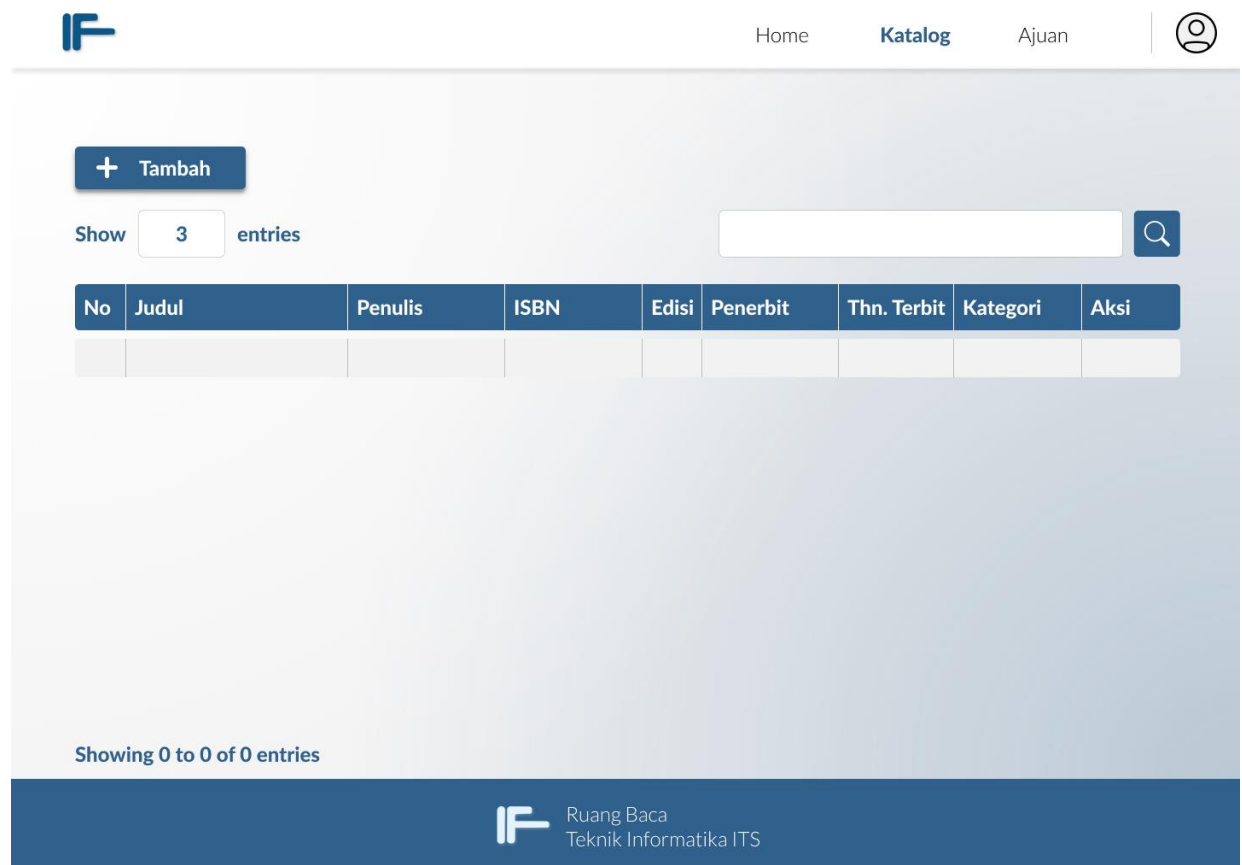 IF
Home Katalog Ajuan
+ Tambah
Show 3 entries
No Judul Penulis ISBN Edisi Penerbit Thn. Terbit Kategori Aksi
Showing 0 to 0 of 0 entries
IF Ruang Baca
Teknik Informatika ITS